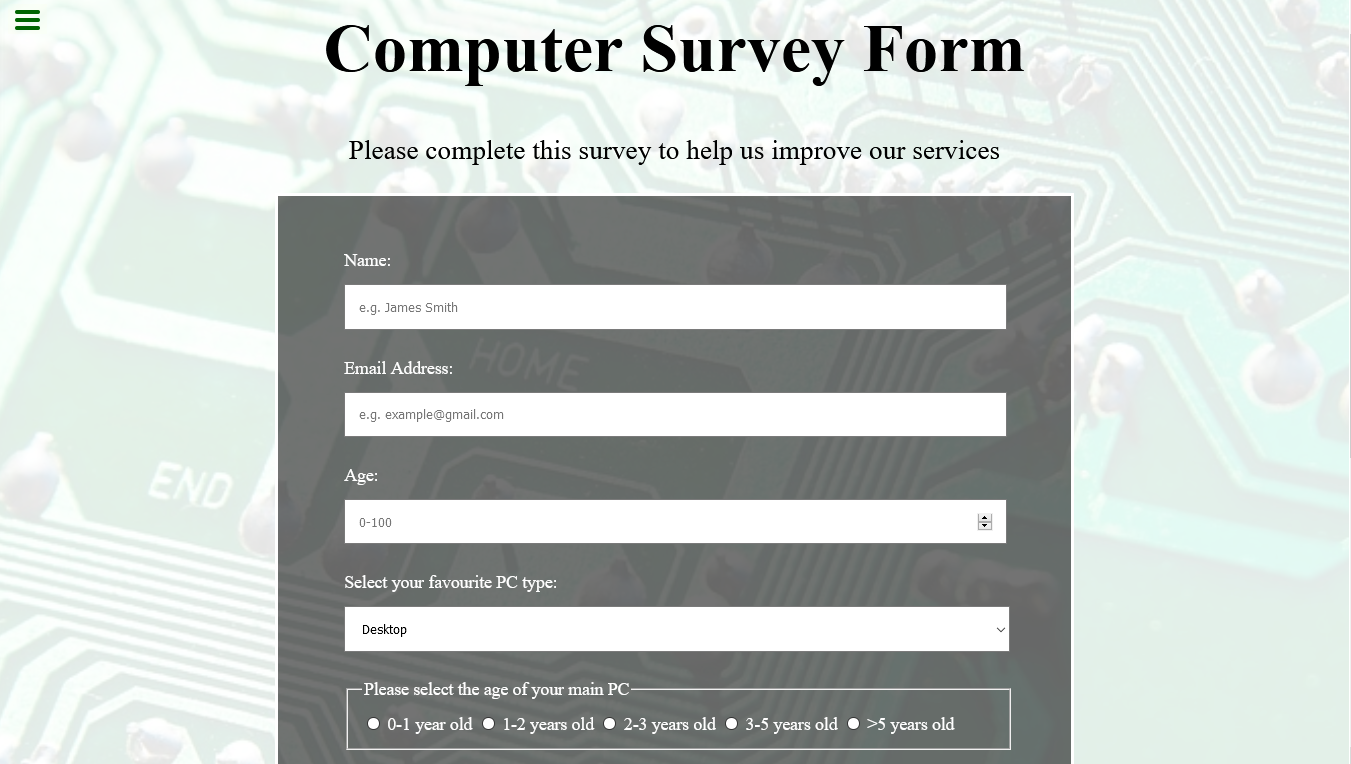 Computer Survey Form
Please complete this survey to help us improve our services
Name:
e.g. James Smith
HOME
Email Address:
e.g. example@gmail.com
END
Age:
0-100
Select your favourite PC type:
Desktop
Please select the age of your main PC
0-1 year old 1-2 years old 2-3 years old 3-5 years old >5 years old